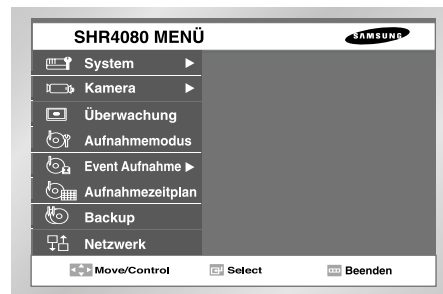 SHR4080 MENÜ
SAMSUNG
System
Kamera
Überwachung
Aufnahmemodus
Event Aufnahme
Aufnahmezeitplan
Backup
Netzwerk
Move/Control Select Beenden